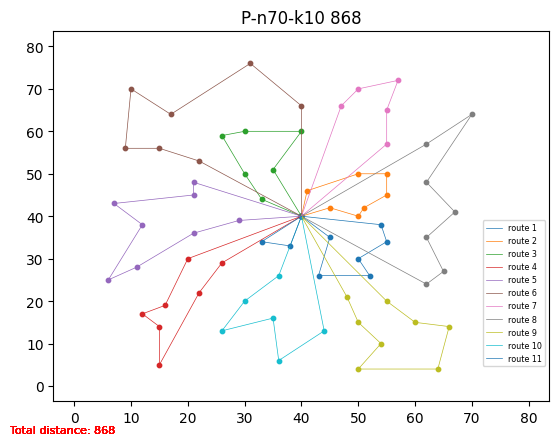 P-n70-k10 868
80
70
60
50
40
30
20
10
0
0 10 20 30 40 50 60 70 80
route 1
route 2
route 3
route 4
route 5
route 6
route 7
route 8
route 9
route 10
route 11
Total distance: 868